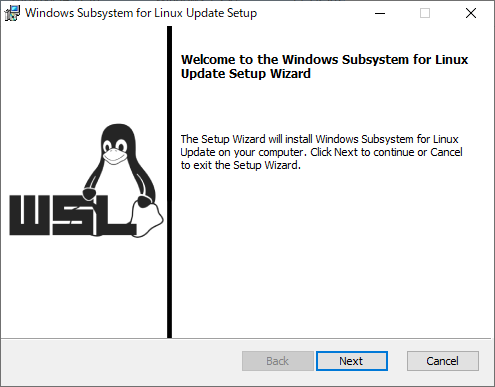 Windows Subsystem for Linux Update Setup
Welcome to the Windows Subsystem for Linux
Update Setup Wizard
The Setup Wizard will install Windows Subsystem for Linux
Update on your computer. Click Next to continue or Cancel
to exit the Setup Wizard.
WSL
Back
Next
Cancel